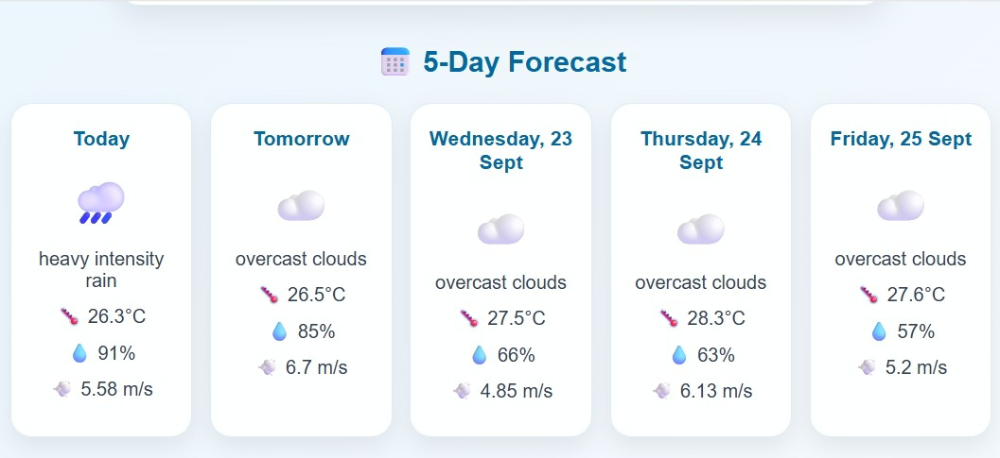 5-Day Forecast
Today
heavy intensity
rain
26.3°C
91%
5.58 m/s
Tomorrow
overcast clouds
26.5°C
85%
6.7 m/s
Wednesday, 23
Sept
overcast clouds
27.5°C
66%
4.85 m/s
Thursday, 24
Sept
overcast clouds
28.3°C
63%
6.13 m/s
Friday, 25 Sept
overcast clouds
27.6°C
57%
5.2 m/s